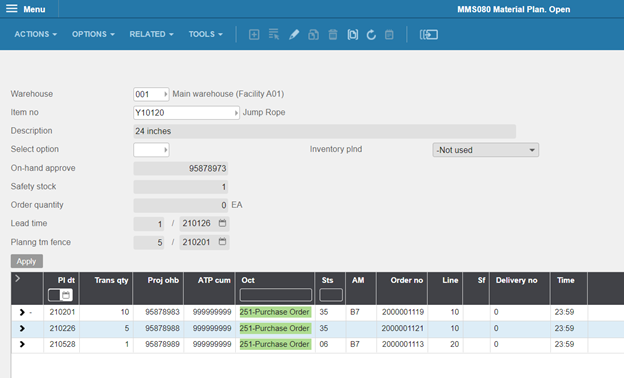 Menu MMS080 Material Plan. Open
ACTIONS OPTIONS RELATED TOOLS
Warehouse 001 Main warehouse (Facility A01)
Item no Y10120 Jump Rope
Description 24 inches
Select option Inventory plnd -Not used
On-hand approve 95878973
Safety stock 1
Order quantity 0 EA
Lead time 1 / 210126
Planng tm fence 5 / 210201
Apply
Pl dt Trans qty Proj ohb ATP cum Oct Sts AM Order no Line Sf Delivery no Time
- 210201 10 95878983 999999999 251-Purchase Order 35 B7 2000001119 10 0 23:59
210226 5 95878988 999999999 251-Purchase Order 35 2000001121 10 0 23:59
210528 1 95878989 999999999 251-Purchase Order 06 B7 2000001113 20 0 23:59